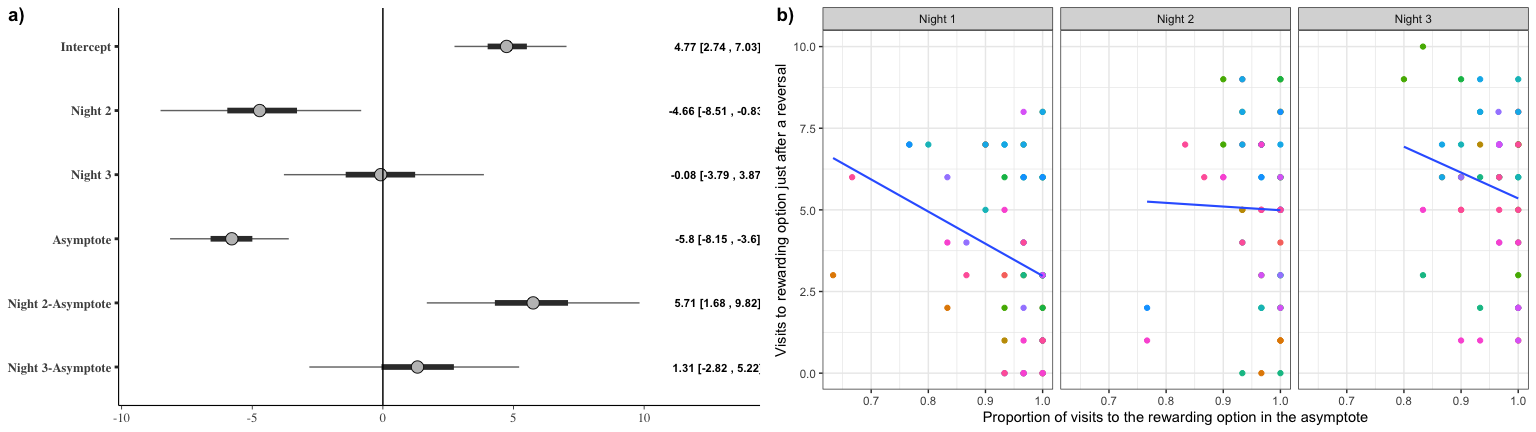 a)
Intercept
4.77 [2.74 , 7.03]
Night 2
-4.66 [-8.51 , -0.83
Night 3
-0.08 [-3.79 , 3.87
Asymptote
-5.8 [-8.15 , -3.6]
Night 2-Asymptote
5.71 [1.68 , 9.82]
Night 3-Asymptote
1.31 [-2.82 , 5.22
-10 -5 0 5 10
b)
Night 1 Night 2 Night 3
Visits to rewarding option just after a reversal
10.0
7.5
5.0
2.5
0.0
0.7 0.8 0.9 1.0 0.7 0.8 0.9 1.0 0.7 0.8 0.9 1.0
Proportion of visits to the rewarding option in the asymptote